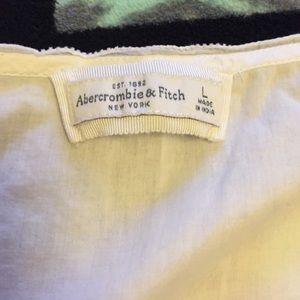 EST. 1892
Abercrombie & Fitch
NEW YORK
L
MADE
IN INDIA